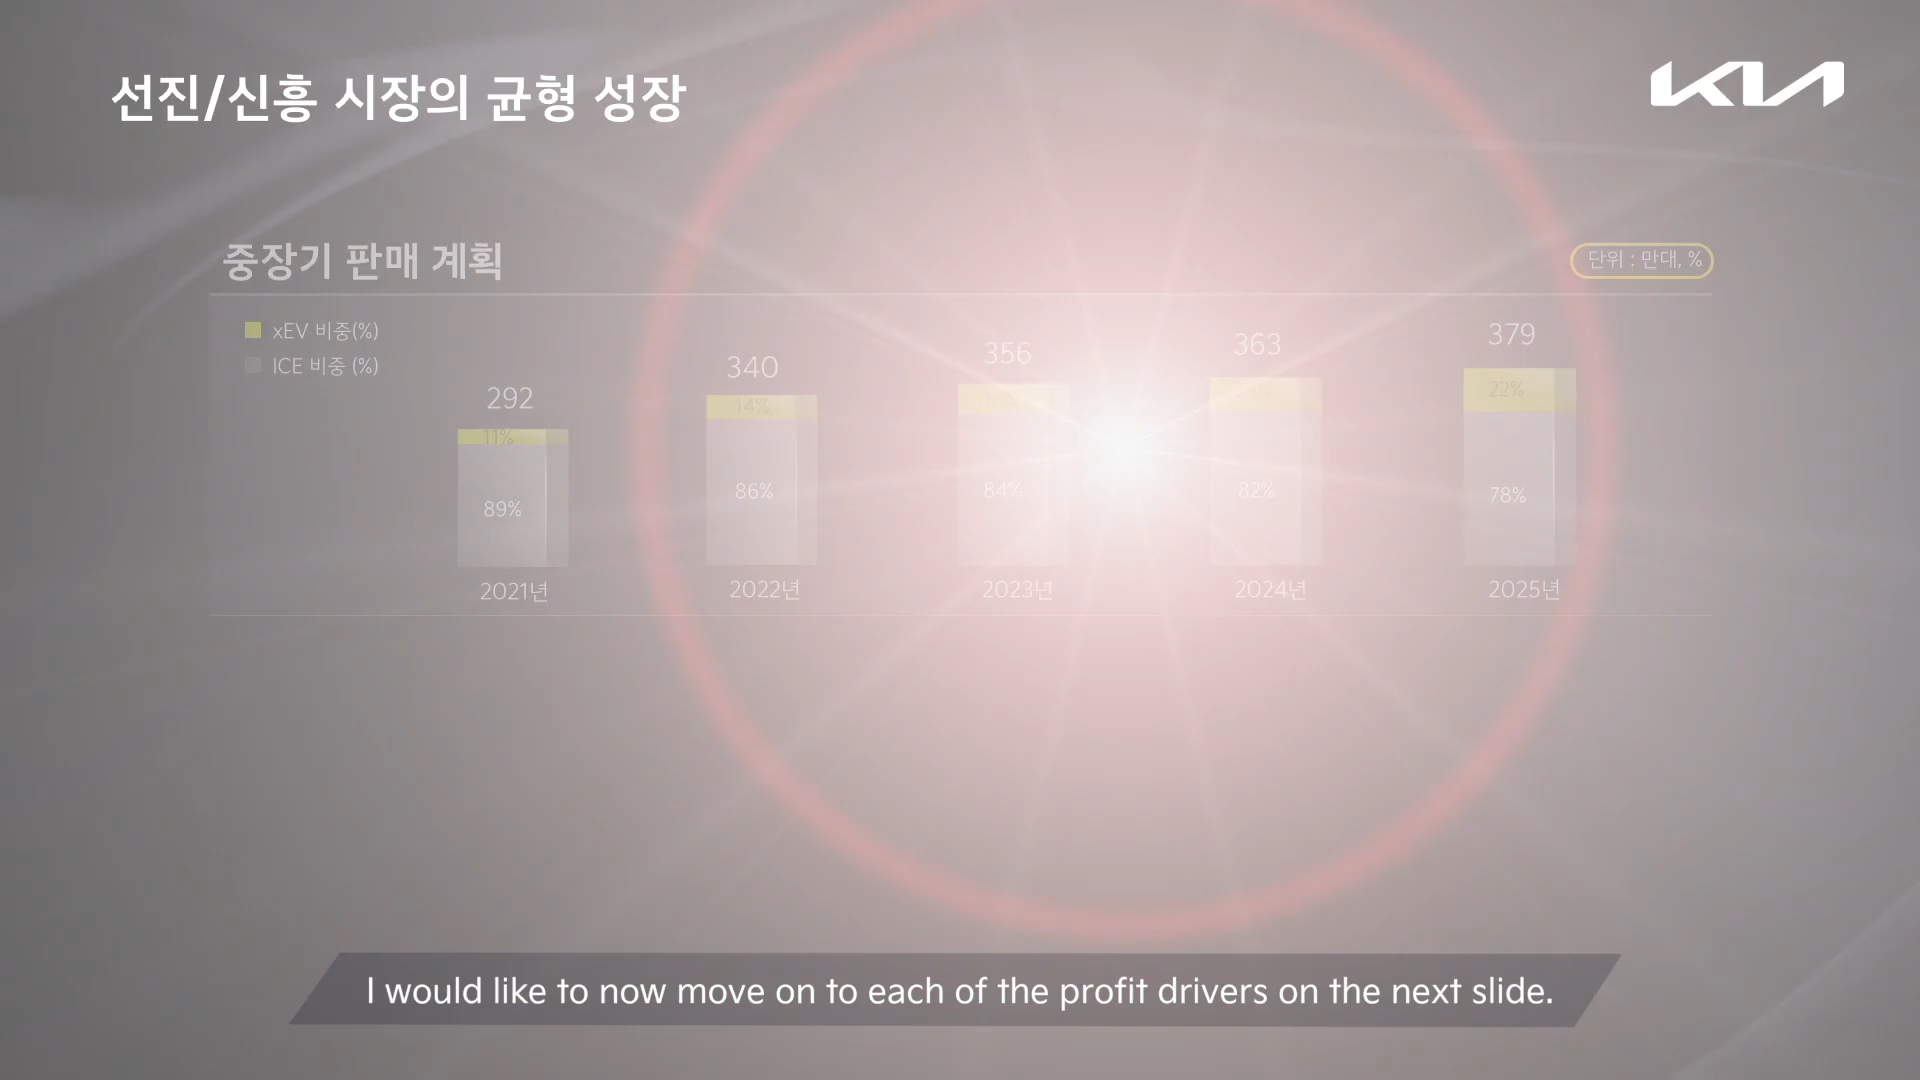 선진/신흥 시장의 균형 성장
KIA
중장기 판매 계획
단위 : 만대, %
xEV 비중(%)
ICE 비중 (%)
292
340
356
363
379
11%
14%
22%
89%
86%
84%
82%
78%
2021년
2022년
2023년
2024년
2025년
I would like to now move on to each of the profit drivers on the next slide.